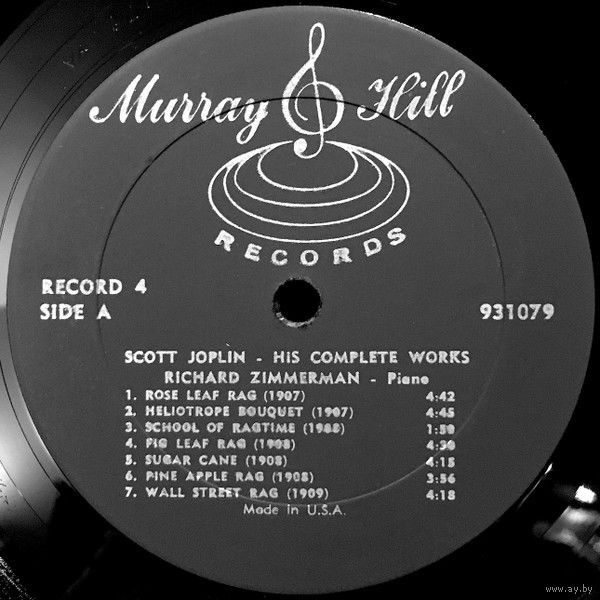 Murray Hill
RECORDS
RECORD 4
SIDE A
931079
SCOTT JOPLIN - HIS COMPLETE WORKS
RICHARD ZIMMERMAN - Piano
1. ROSE LEAF RAG (1907) 4:42
2. HELIOTROPE BOUQUET (1907) 4:45
3. SCHOOL OF RAGTIME (1908)
4. FIG LEAF RAG (1908) 4:30
5. SUGAR CANE (1908) 4:15
6. PINE APPLE RAG (1908) 3:56
7. WALL STREET RAG (1909) 4:18
Made in U.S.A.
www.ay.by